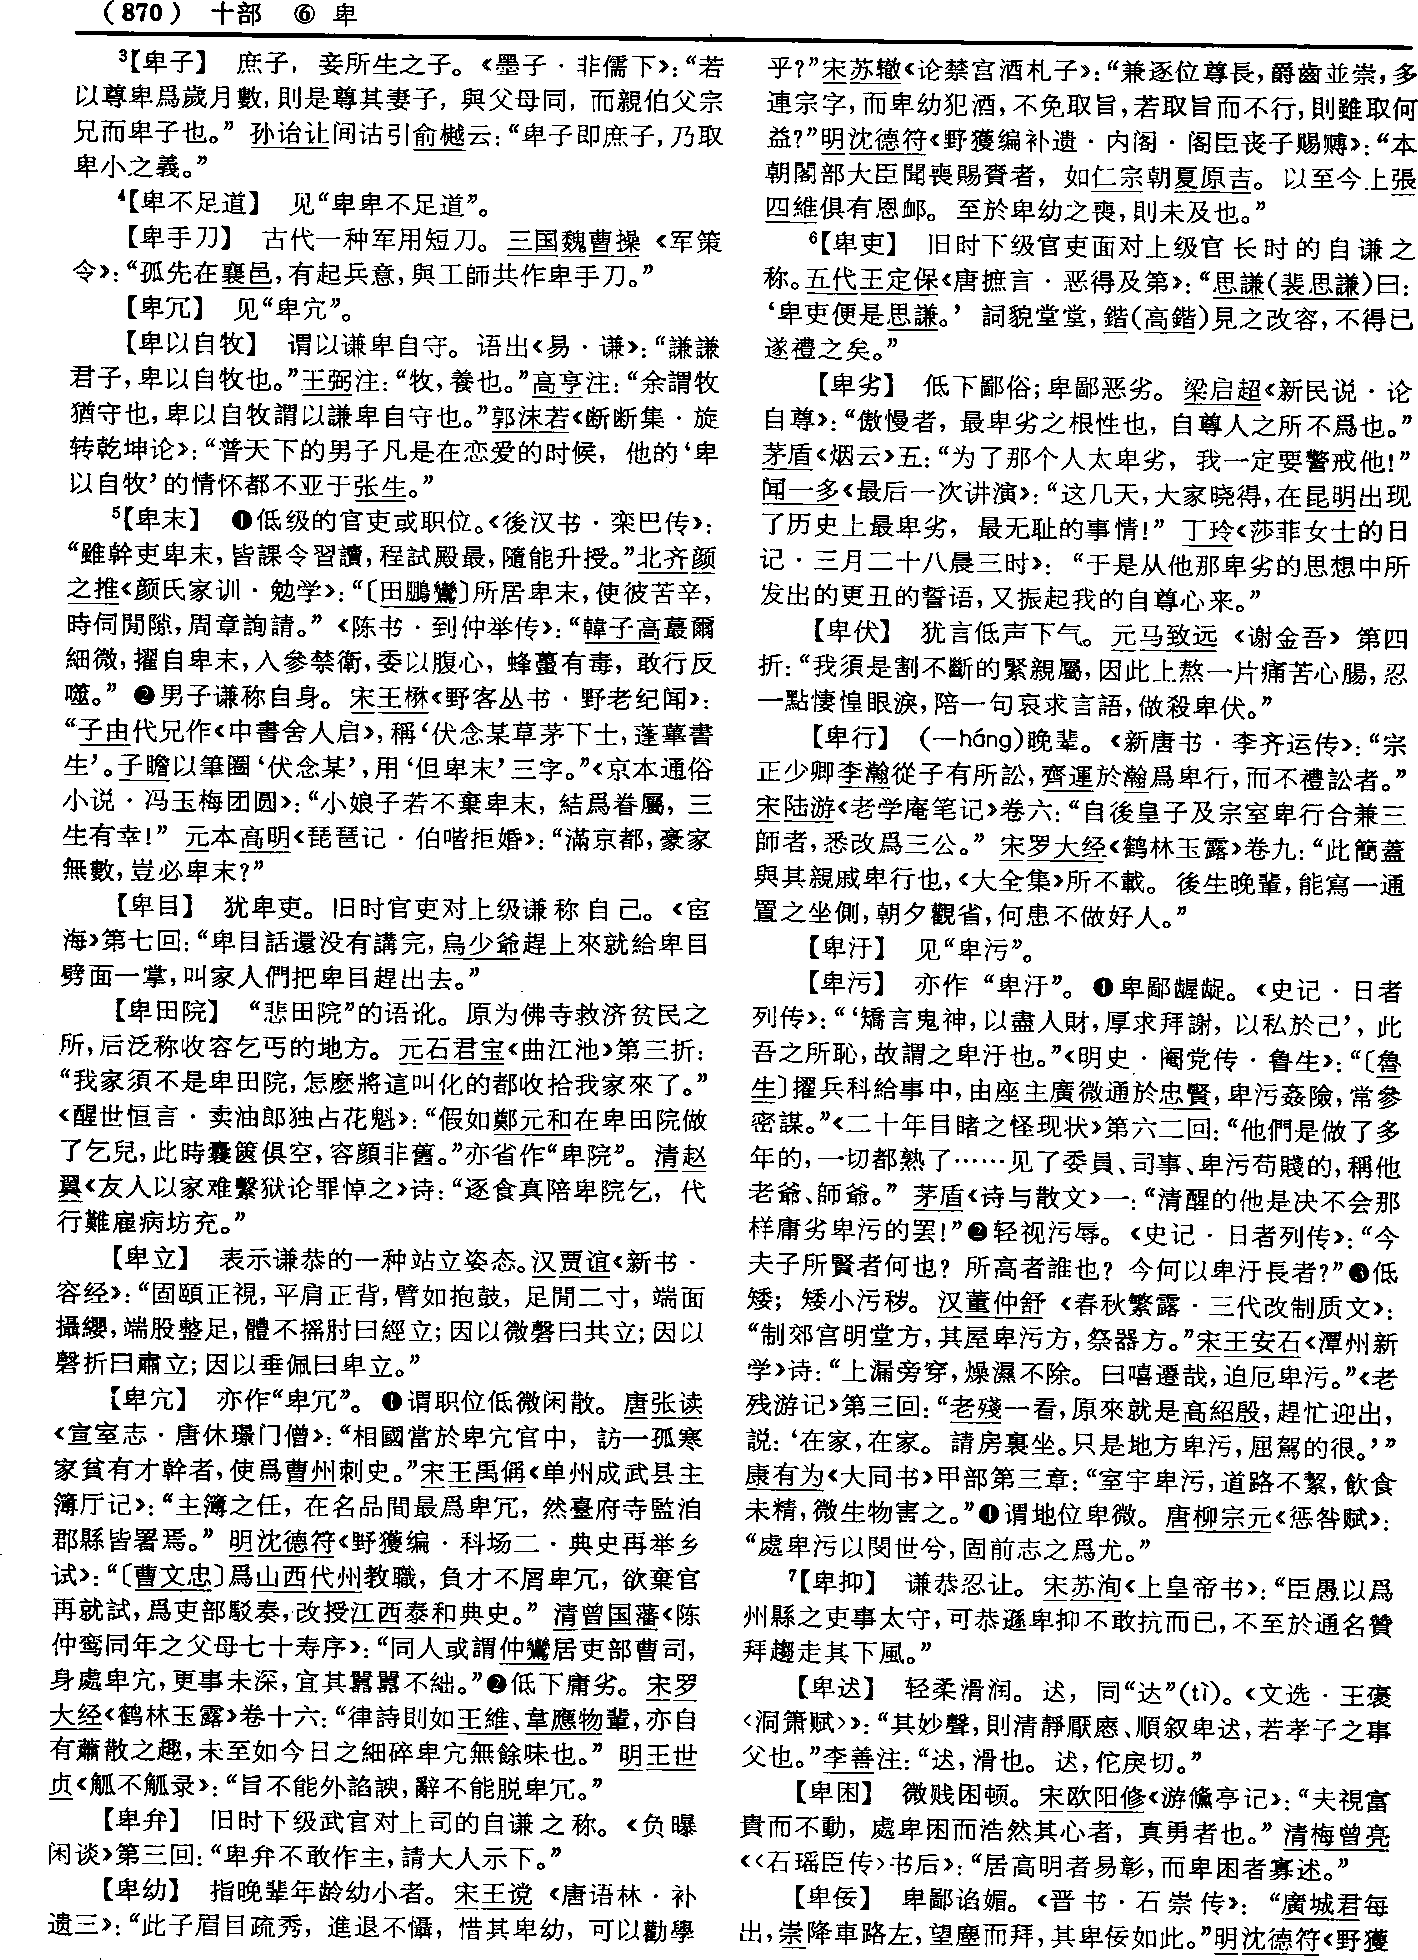 （870） 十部 ⑥ 卑
³【卑子】 庶子，妾所生之子。《墨子·非儒下》：“若
以尊卑爲歲月數，則是尊其妻子，與父母同，而親伯父宗
兄而卑子也。” 孙诒让间诂引俞樾云：“卑子即庶子，乃取
卑小之義。”
⁴【卑不足道】 见“卑卑不足道”。
【卑手刀】 古代一种军用短刀。三国魏曹操《军策
令》：“孤先在襄邑，有起兵意，與工師共作卑手刀。”
【卑冗】 见“卑宂”。
【卑以自牧】 谓以谦卑自守。语出《易·谦》：“謙謙
君子，卑以自牧也。”王弼注：“牧，養也。”高亨注：“余謂牧
猶守也，卑以自牧謂以謙卑自守也。”郭沫若《断断集·旋
转乾坤论》：“普天下的男子凡是在恋爱的时候，他的‘卑
以自牧’的情怀都不亚于张生。”
⁵【卑末】 ❶低级的官吏或职位。《後汉书·栾巴传》：
“雖幹吏卑末，皆課令習讀，程試殿最，隨能升授。”北齐颜
之推《颜氏家训·勉学》：“〔田鵬鸞〕所居卑末，使彼苦辛，
時伺閒隙，周章詢請。” 《陈书·到仲举传》：“韓子高蕞爾
細微，擢自卑末，入參禁衛，委以腹心，蜂蠆有毒，敢行反
噬。” ❷男子谦称自身。宋王楙《野客丛书·野老纪闻》：
“子由代兄作《中書舍人启》，稱‘伏念某草茅下士，蓬蓽書
生’。子瞻以筆圈‘伏念某’，用‘但卑末’三字。”《京本通俗
小说·冯玉梅团圆》：“小娘子若不棄卑末，結爲眷屬，三
生有幸！” 元本高明《琵琶记·伯喈拒婚》：“滿京都，豪家
無數，豈必卑末？”
【卑目】 犹卑吏。旧时官吏对上级谦称自己。《宦
海》第七回：“卑目話還没有講完，烏少爺趕上來就給卑目
劈面一掌，叫家人們把卑目趕出去。”
【卑田院】 “悲田院”的语讹。原为佛寺救济贫民之
所，后泛称收容乞丐的地方。元石君宝《曲江池》第三折：
“我家須不是卑田院，怎麽將這叫化的都收拾我家來了。”
《醒世恒言·卖油郎独占花魁》：“假如鄭元和在卑田院做
了乞兒，此時囊篋俱空，容顔非舊。”亦省作“卑院”。清赵
翼《友人以家难繫狱论罪悼之》诗：“逐食真陪卑院乞，代
行難雇病坊充。”
【卑立】 表示谦恭的一种站立姿态。汉贾谊《新书·
容经》：“固頤正視，平肩正背，臂如抱鼓，足閒二寸，端面
攝纓，端股整足，體不摇肘曰經立；因以微磬曰共立；因以
磬折曰肅立；因以垂佩曰卑立。”
【卑宂】 亦作“卑冗”。❶谓职位低微闲散。唐张读
《宣室志·唐休璟门僧》：“相國當於卑宂官中，訪一孤寒
家貧有才幹者，使爲曹州刺史。”宋王禹偁《单州成武县主
簿厅记》：“主簿之任，在名品間最爲卑冗，然臺府寺監洎
郡縣皆署焉。” 明沈德符《野獲编·科场二·典史再举乡
试》：“〔曹文忠〕爲山西代州教職，負才不屑卑冗，欲棄官
再就試，爲吏部駁奏，改授江西泰和典史。” 清曾国藩《陈
仲鸾同年之父母七十寿序》：“同人或謂仲鸞居吏部曹司，
身處卑宂，更事未深，宜其囂囂不絀。”❷低下庸劣。宋罗
大经《鹤林玉露》卷十六：“律詩則如王維、韋應物輩，亦自
有蕭散之趣，未至如今日之細碎卑宂無餘味也。” 明王世
贞《觚不觚录》：“旨不能外諂諛，辭不能脱卑冗。”
【卑弁】 旧时下级武官对上司的自谦之称。《负曝
闲谈》第三回：“卑弁不敢作主，請大人示下。”
【卑幼】 指晚辈年龄幼小者。宋王谠《唐语林·补
遗三》：“此子眉目疏秀，進退不懾，惜其卑幼，可以勸學
乎？”宋苏辙《论禁宫酒札子》：“兼逐位尊長，爵齒並崇，多
連宗字，而卑幼犯酒，不免取旨，若取旨而不行，則雖取何
益？”明沈德符《野獲编补遗·内阁·阁臣丧子赐赙》：“本
朝閣部大臣聞喪賜賚者，如仁宗朝夏原吉。以至今上張
四維俱有恩卹。至於卑幼之喪，則未及也。”
⁶【卑吏】 旧时下级官吏面对上级官长时的自谦之
称。五代王定保《唐摭言·恶得及第》：“思謙（裴思謙）曰：
‘卑吏便是思謙。’ 詞貌堂堂，鍇（高鍇）見之改容，不得已
遂禮之矣。”
【卑劣】 低下鄙俗；卑鄙恶劣。梁启超《新民说·论
自尊》：“傲慢者，最卑劣之根性也，自尊人之所不爲也。”
茅盾《烟云》五：“为了那个人太卑劣，我一定要警戒他！”
闻一多《最后一次讲演》：“这几天，大家晓得，在昆明出现
了历史上最卑劣，最无耻的事情！” 丁玲《莎菲女士的日
记·三月二十八晨三时》：“于是从他那卑劣的思想中所
发出的更丑的誓语，又振起我的自尊心来。”
【卑伏】 犹言低声下气。元马致远《谢金吾》第四
折：“我須是割不斷的緊親屬，因此上熬一片痛苦心腸，忍
一點悽惶眼淚，陪一句哀求言語，做殺卑伏。”
【卑行】 （一háng）晚辈。《新唐书·李齐运传》：“宗
正少卿李瀚從子有所訟，齊運於瀚爲卑行，而不禮訟者。”
宋陆游《老学庵笔记》卷六：“自後皇子及宗室卑行合兼三
師者，悉改爲三公。” 宋罗大经《鹤林玉露》卷九：“此簡蓋
與其親戚卑行也，《大全集》所不載。後生晚輩，能寫一通
置之坐側，朝夕觀省，何患不做好人。”
【卑汙】 见“卑污”。
【卑污】 亦作“卑汙”。❶卑鄙龌龊。《史记·日者
列传》：“‘矯言鬼神，以盡人財，厚求拜謝，以私於己’，此
吾之所恥，故謂之卑汙也。”《明史·阉党传·鲁生》：“〔魯
生〕擢兵科給事中，由座主廣微通於忠賢，卑污姦險，常參
密謀。”《二十年目睹之怪现状》第六二回：“他們是做了多
年的，一切都熟了……见了委員、司事、卑污苟賤的，稱他
老爺、師爺。” 茅盾《诗与散文》一：“清醒的他是决不会那
样庸劣卑污的罢！”❷轻视污辱。《史记·日者列传》：“今
夫子所賢者何也？所高者誰也？今何以卑汙長者？”❸低
矮；矮小污秽。汉董仲舒《春秋繁露·三代改制质文》：
“制郊宫明堂方，其屋卑污方，祭器方。”宋王安石《潭州新
学》诗：“上漏旁穿，燥濕不除。曰嘻遷哉，迫厄卑污。”《老
残游记》第三回：“老殘一看，原來就是高紹殷，趕忙迎出，
説：‘在家，在家。請房裏坐。只是地方卑污，屈駕的很。’”
康有为《大同书》甲部第三章：“室宇卑污，道路不絜，飲食
未精，微生物害之。”❹谓地位卑微。唐柳宗元《惩咎赋》：
“處卑污以閔世兮，固前志之爲尤。”
⁷【卑抑】 谦恭忍让。宋苏洵《上皇帝书》：“臣愚以爲
州縣之吏事太守，可恭遜卑抑不敢抗而已，不至於通名贊
拜趨走其下風。”
【卑迏】 轻柔滑润。迏，同“达”（tì）。《文选·王褒
〈洞箫赋〉》：“其妙聲，則清靜厭㥷、順叙卑迏，若孝子之事
父也。”李善注：“迏，滑也。迏，佗戾切。”
【卑困】 微贱困顿。宋欧阳修《游鯈亭记》：“夫視富
貴而不動，處卑困而浩然其心者，真勇者也。” 清梅曾亮
《〈石瑶臣传〉书后》：“居高明者易彰，而卑困者寡述。”
【卑佞】 卑鄙谄媚。《晋书·石崇传》：“廣城君每
出，崇降車路左，望塵而拜，其卑佞如此。”明沈德符《野獲